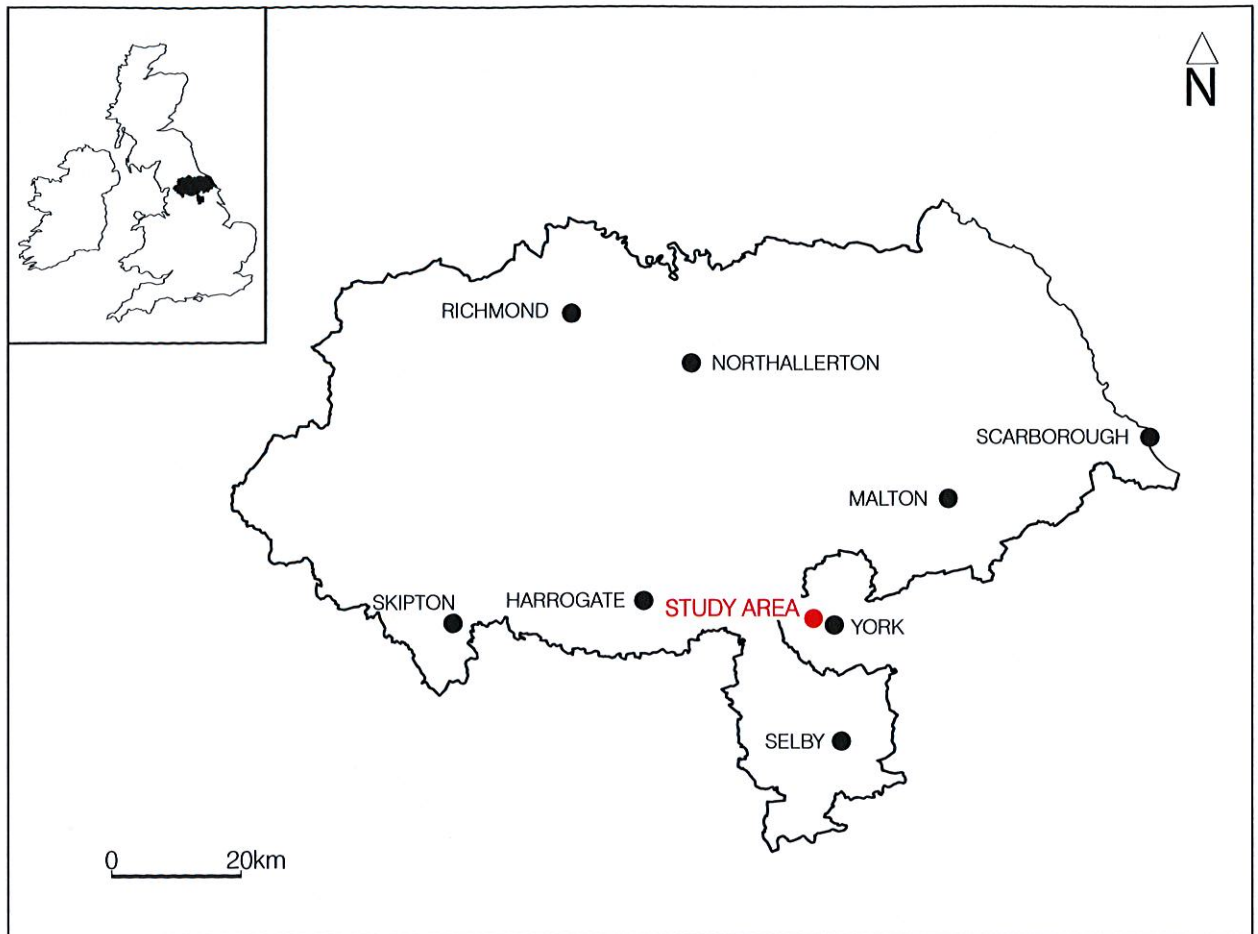 N
RICHMOND
NORTHALLERTON
SCARBOROUGH
MALTON
SKIPTON
HARROGATE
STUDY AREA
YORK
SELBY
0 20km